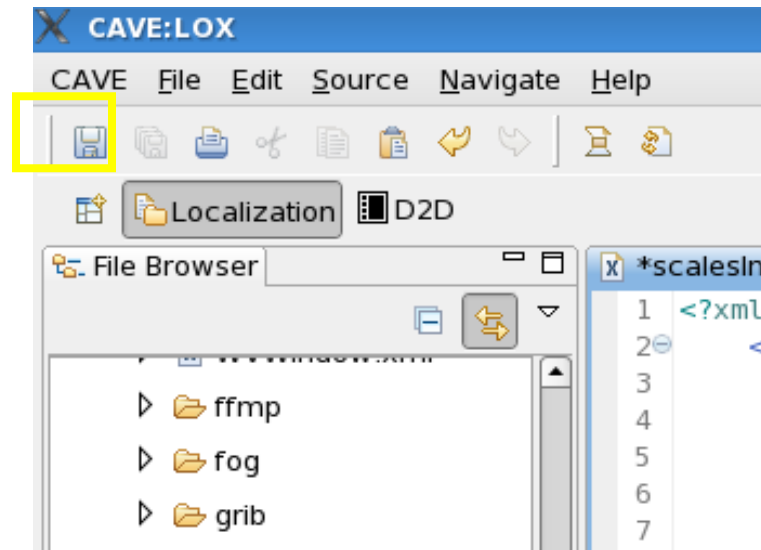 CAVE:LOX
CAVE File Edit Source Navigate Help
Localization D2D
File Browser
*scalesIn
1 <?xml
2 <
3
ffmp
4
fog
5
6
grib
7